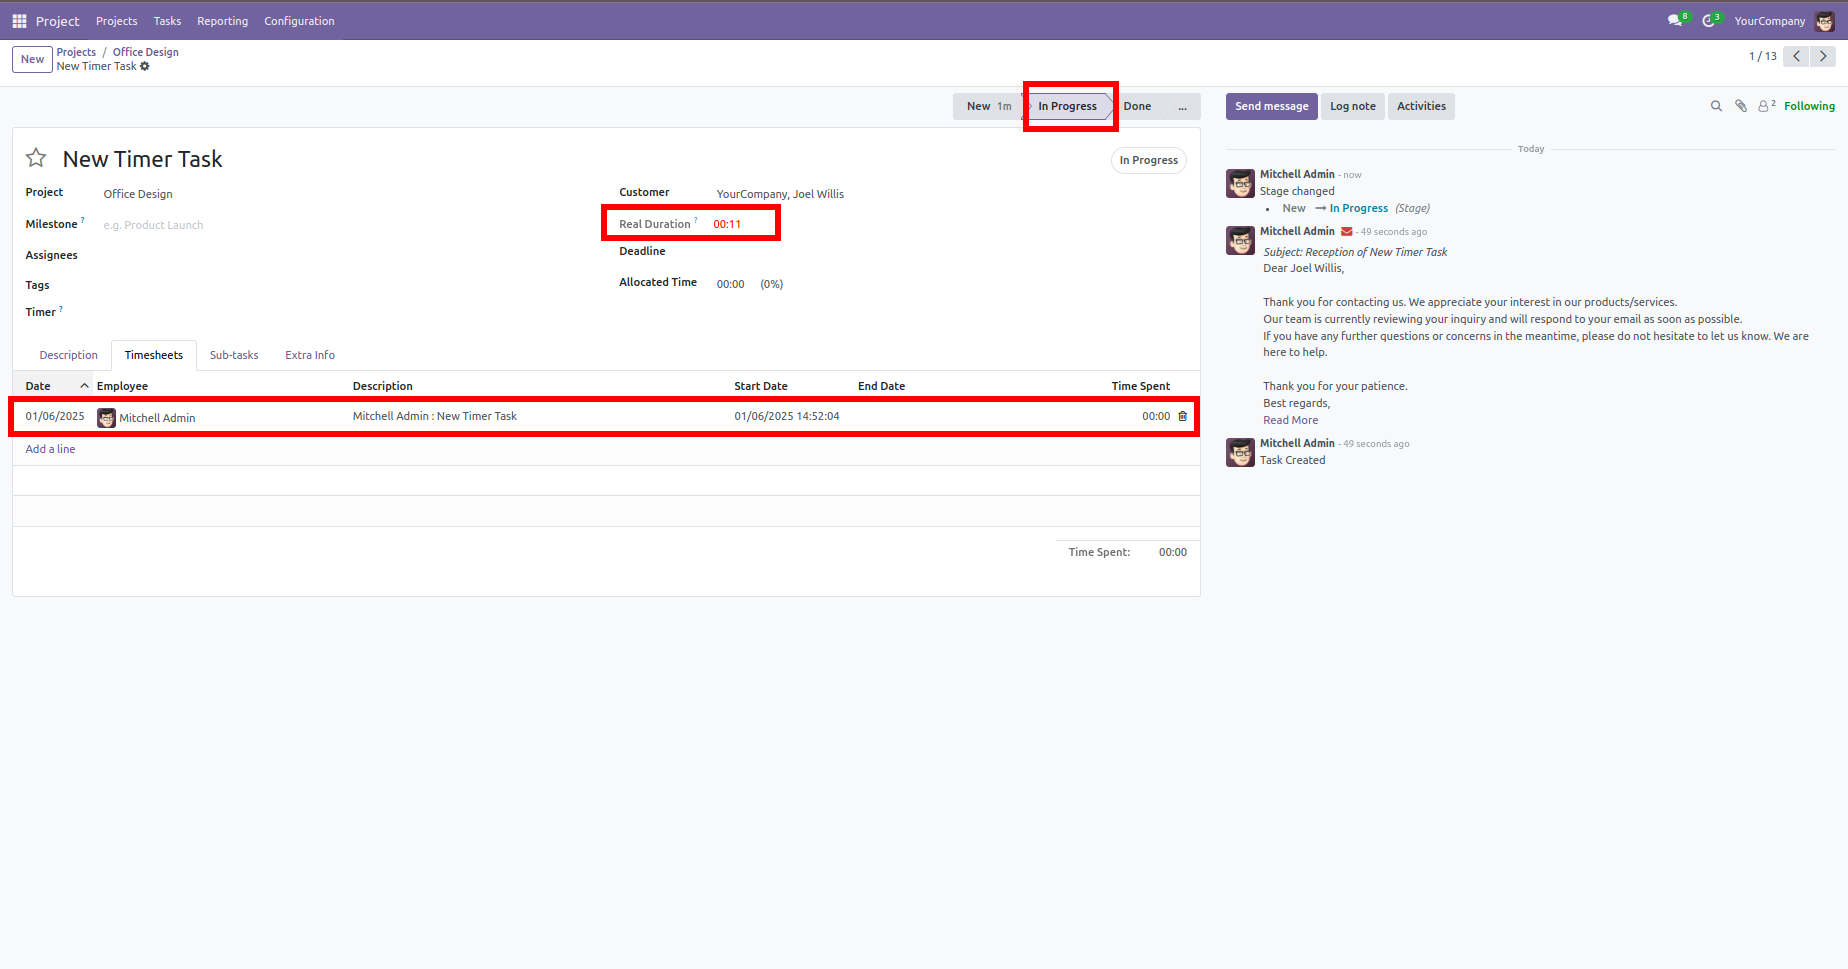 Project Projects Tasks Reporting Configuration 8 3 YourCompany
New Projects / Office Design
New Timer Task
1 / 13
New 1m In Progress Done ...
Send message Log note Activities 2 Following
New Timer Task
In Progress
Project Office Design
Customer YourCompany, Joel Willis
Milestone ? e.g. Product Launch
Real Duration ? 00:11
Assignees
Deadline
Tags
Allocated Time 00:00 (0%)
Timer ?
Description Timesheets Sub-tasks Extra Info
Date Employee Description Start Date End Date Time Spent
01/06/2025 Mitchell Admin Mitchell Admin : New Timer Task 01/06/2025 14:52:04 00:00
Add a line
Time Spent: 00:00
Today
Mitchell Admin - now
Stage changed
• New → In Progress (Stage)
Mitchell Admin - 49 seconds ago
Subject: Reception of New Timer Task
Dear Joel Willis,
Thank you for contacting us. We appreciate your interest in our products/services.
Our team is currently reviewing your inquiry and will respond to your email as soon as possible.
If you have any further questions or concerns in the meantime, please do not hesitate to let us know. We are
here to help.
Thank you for your patience.
Best regards,
Read More
Mitchell Admin - 49 seconds ago
Task Created